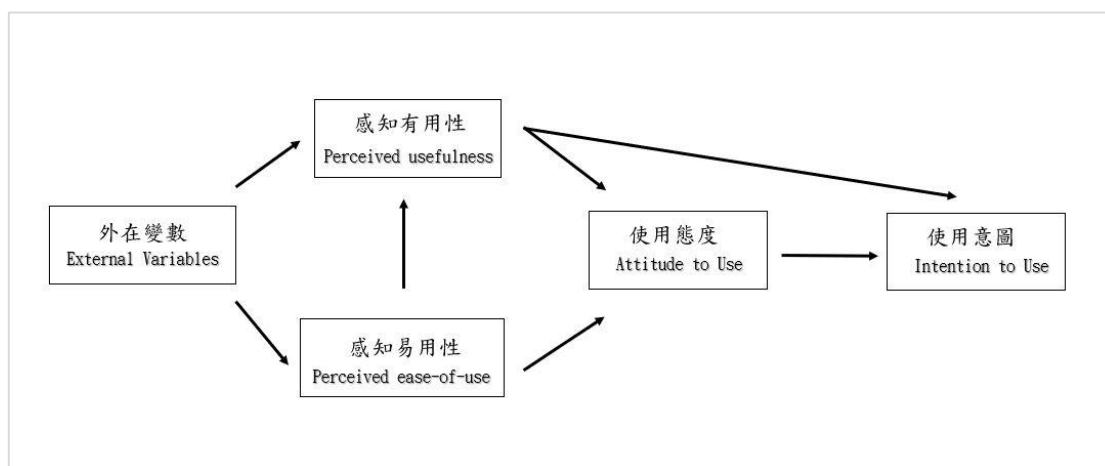 感知有用性
Perceived usefulness
外在變數
External Variables
使用態度
Attitude to Use
使用意圖
Intention to Use
感知易用性
Perceived ease-of-use